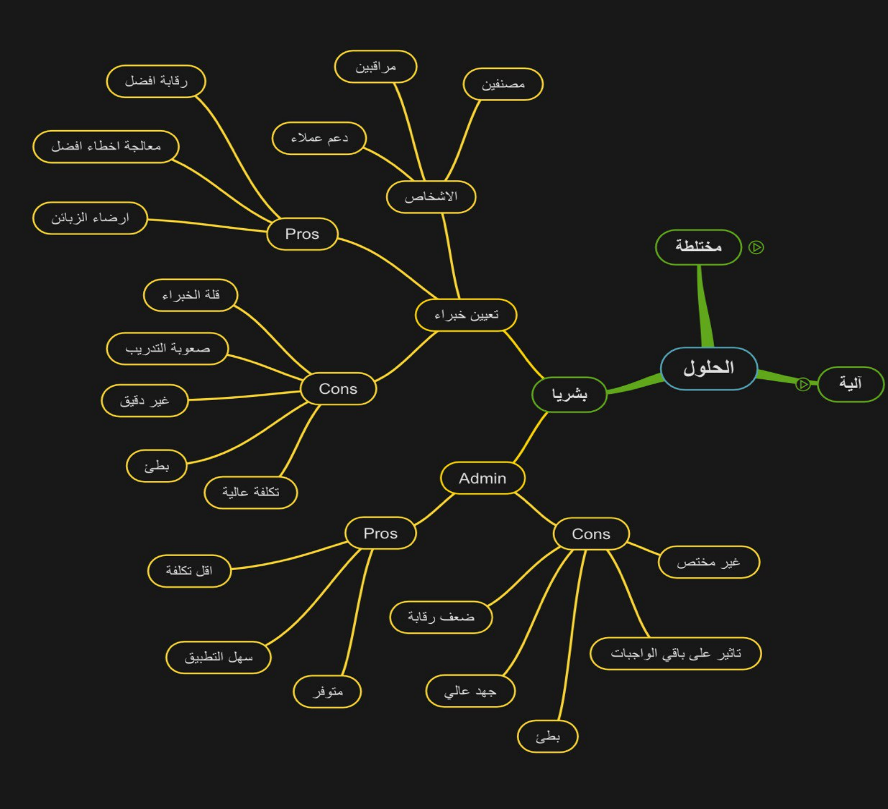 الحلول
مختلطة
آلية
بشريا
تعيين خبراء
الاشخاص
مصنفين
مراقبين
دعم عملاء
Pros
رقابة افضل
معالجة اخطاء افضل
ارضاء الزبائن
Cons
قلة الخبراء
صعوبة التدريب
غير دقيق
بطئ
تكلفة عالية
Admin
Pros
اقل تكلفة
سهل التطبيق
متوفر
Cons
غير مختص
تاثير على باقي الواجبات
بطئ
جهد عالي
ضعف رقابة